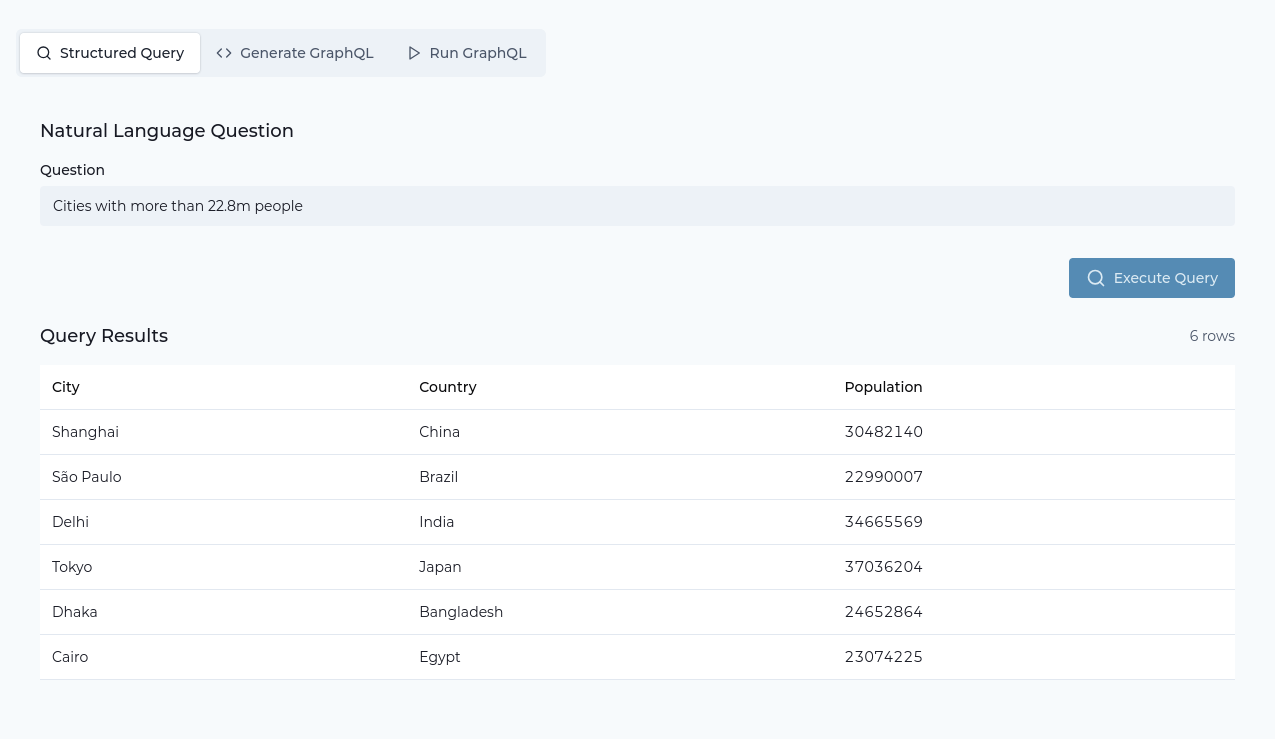 Structured Query Generate GraphQL Run GraphQL
Natural Language Question
Question
Cities with more than 22.8m people
Execute Query
Query Results 6 rows
City Country Population
Shanghai China 30482140
São Paulo Brazil 22990007
Delhi India 34665569
Tokyo Japan 37036204
Dhaka Bangladesh 24652864
Cairo Egypt 23074225